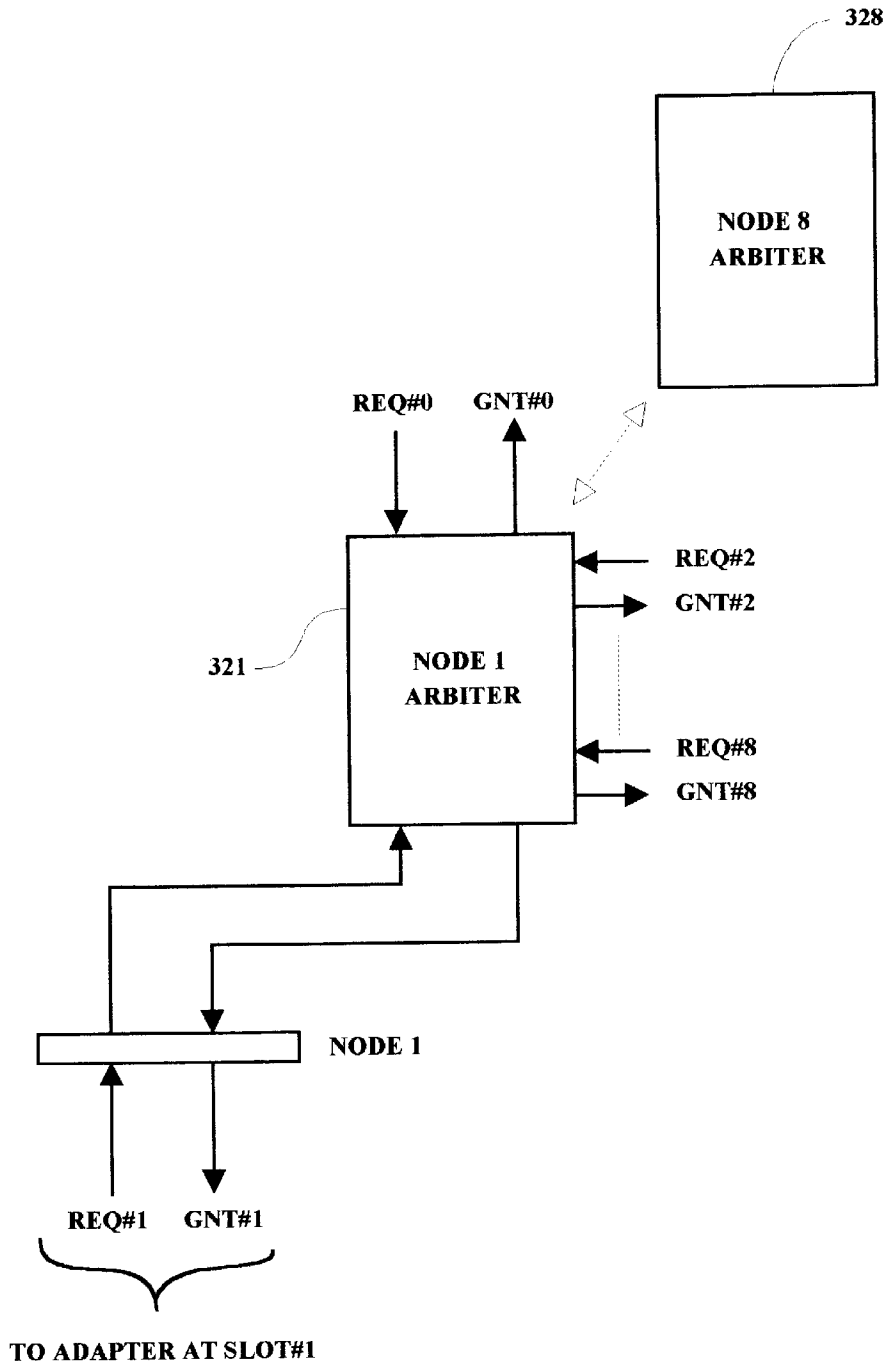 328
NODE 8
ARBITER
REQ#0 GNT#0
REQ#2
GNT#2
321
NODE 1
ARBITER
REQ#8
GNT#8
NODE 1
REQ#1 GNT#1
TO ADAPTER AT SLOT#1